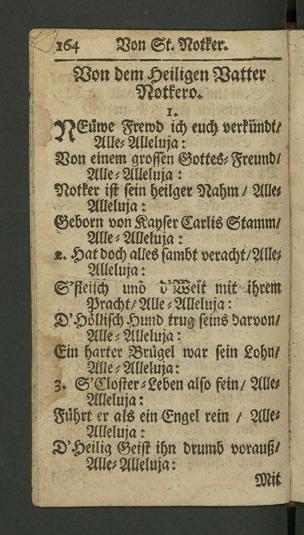 164 Von St. Notker.
Von dem Heiligen Vatter
Notkero.
1.
NEüwe Frewd ich euch verkündt/
Alle-Alleluja:
Von einem grossen Gottes-Freund/
Alle-Alleluja:
Notker ist sein heilger Nahm/ Alle-
Alleluja:
Geborn von Kayser Carlis Stamm/
Alle-Alleluja:
2. Hat doch alles sambt veracht/Alle-
Alleluja:
S'fleisch und d'Welt mit ihrem
Pracht/ Alle-Alleluja:
D'Höllisch Hund trug seins darvon/
Alle-Alleluja:
Ein harter Brügel war sein Lohn/
Alle-Alleluja:
3. S'Closter-Leben also fein/ Alle-
Alleluja:
Führt er als ein Engel rein / Alle-
Alleluja:
D'Heilig Geist ihn drumb vorauß/
Alle-Alleluja:
Mit